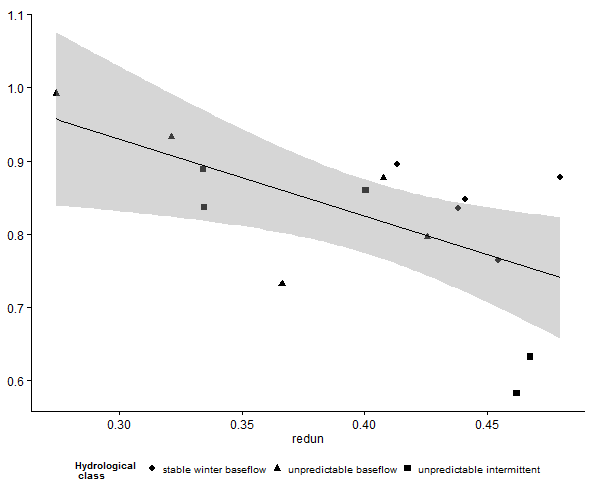 1.1
1.0
0.9
0.8
0.7
0.6
0.30 0.35 0.40 0.45
redun
Hydrological
class
stable winter baseflow unpredictable baseflow unpredictable intermittent